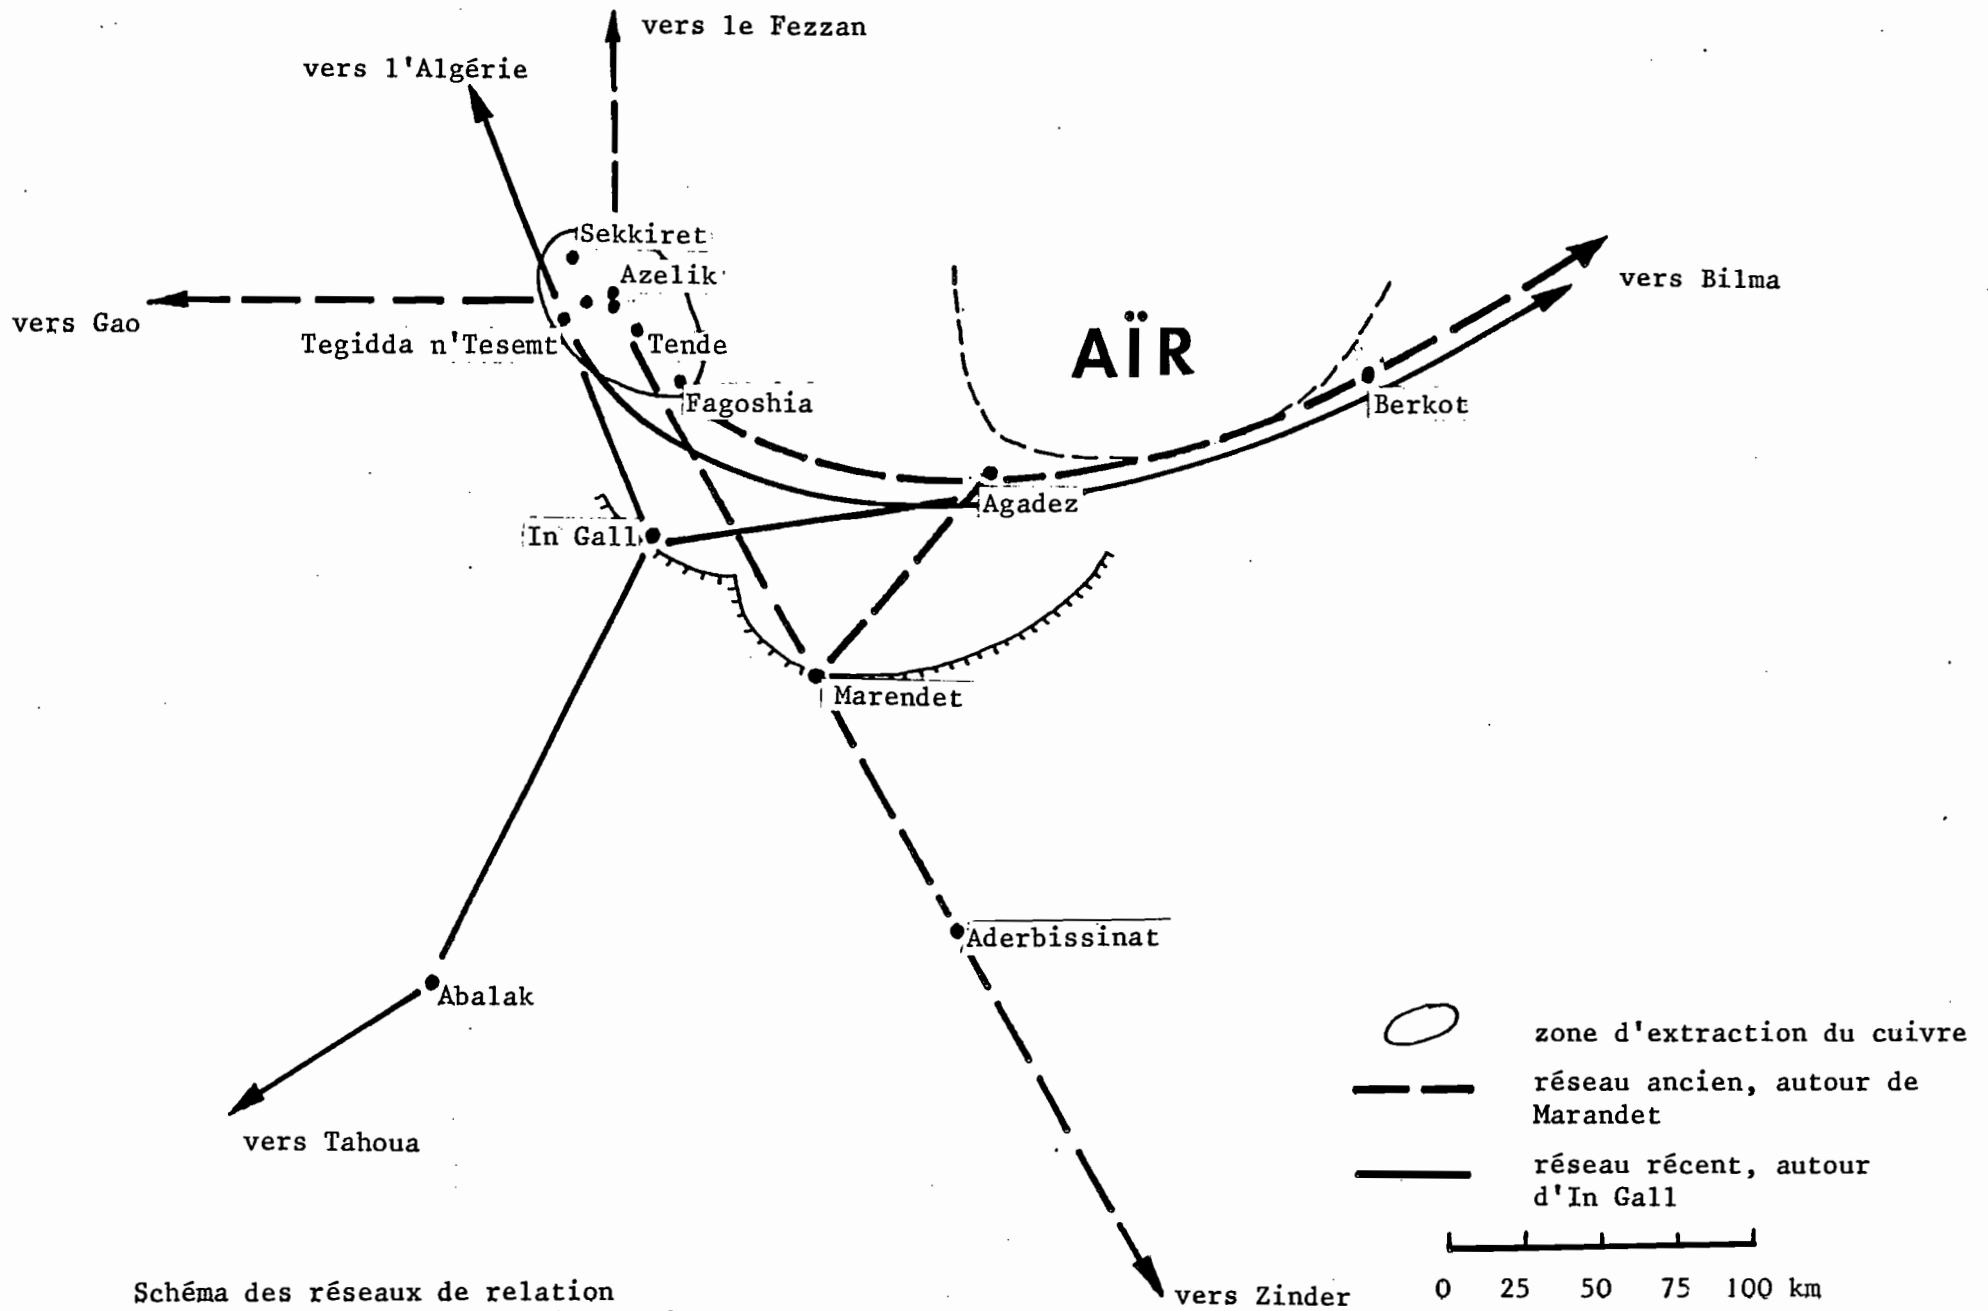 vers le Fezzan
vers l'Algérie
Sekkiret
Azelik
vers Bilma
vers Gao
Tegidda n'Tesemt
Tende
AÏR
Fagoshia
Berkot
Agadez
In Gall
Marendet
Aderbissinat
Abalak
zone d'extraction du cuivre
réseau ancien, autour de
Marandet
réseau récent, autour
d'In Gall
vers Tahoua
0 25 50 75 100 km
Schéma des réseaux de relation
vers Zinder